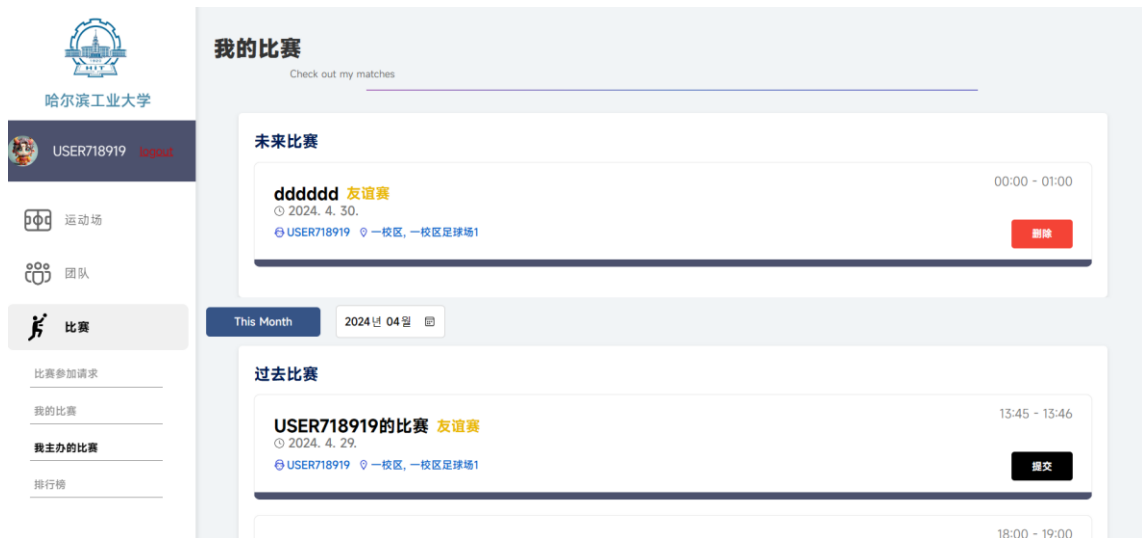 HIT
哈尔滨工业大学
USER718919 logout
运动场
团队
比赛
比赛参加请求
我的比赛
我主办的比赛
排行榜
我的比赛
Check out my matches
未来比赛
dddddd 友谊赛
00:00 - 01:00
2024. 4. 30.
USER718919 一校区, 一校区足球场1
删除
This Month
2024년 04월
过去比赛
USER718919的比赛 友谊赛
13:45 - 13:46
2024. 4. 29.
USER718919 一校区, 一校区足球场1
提交
18:00 - 19:00